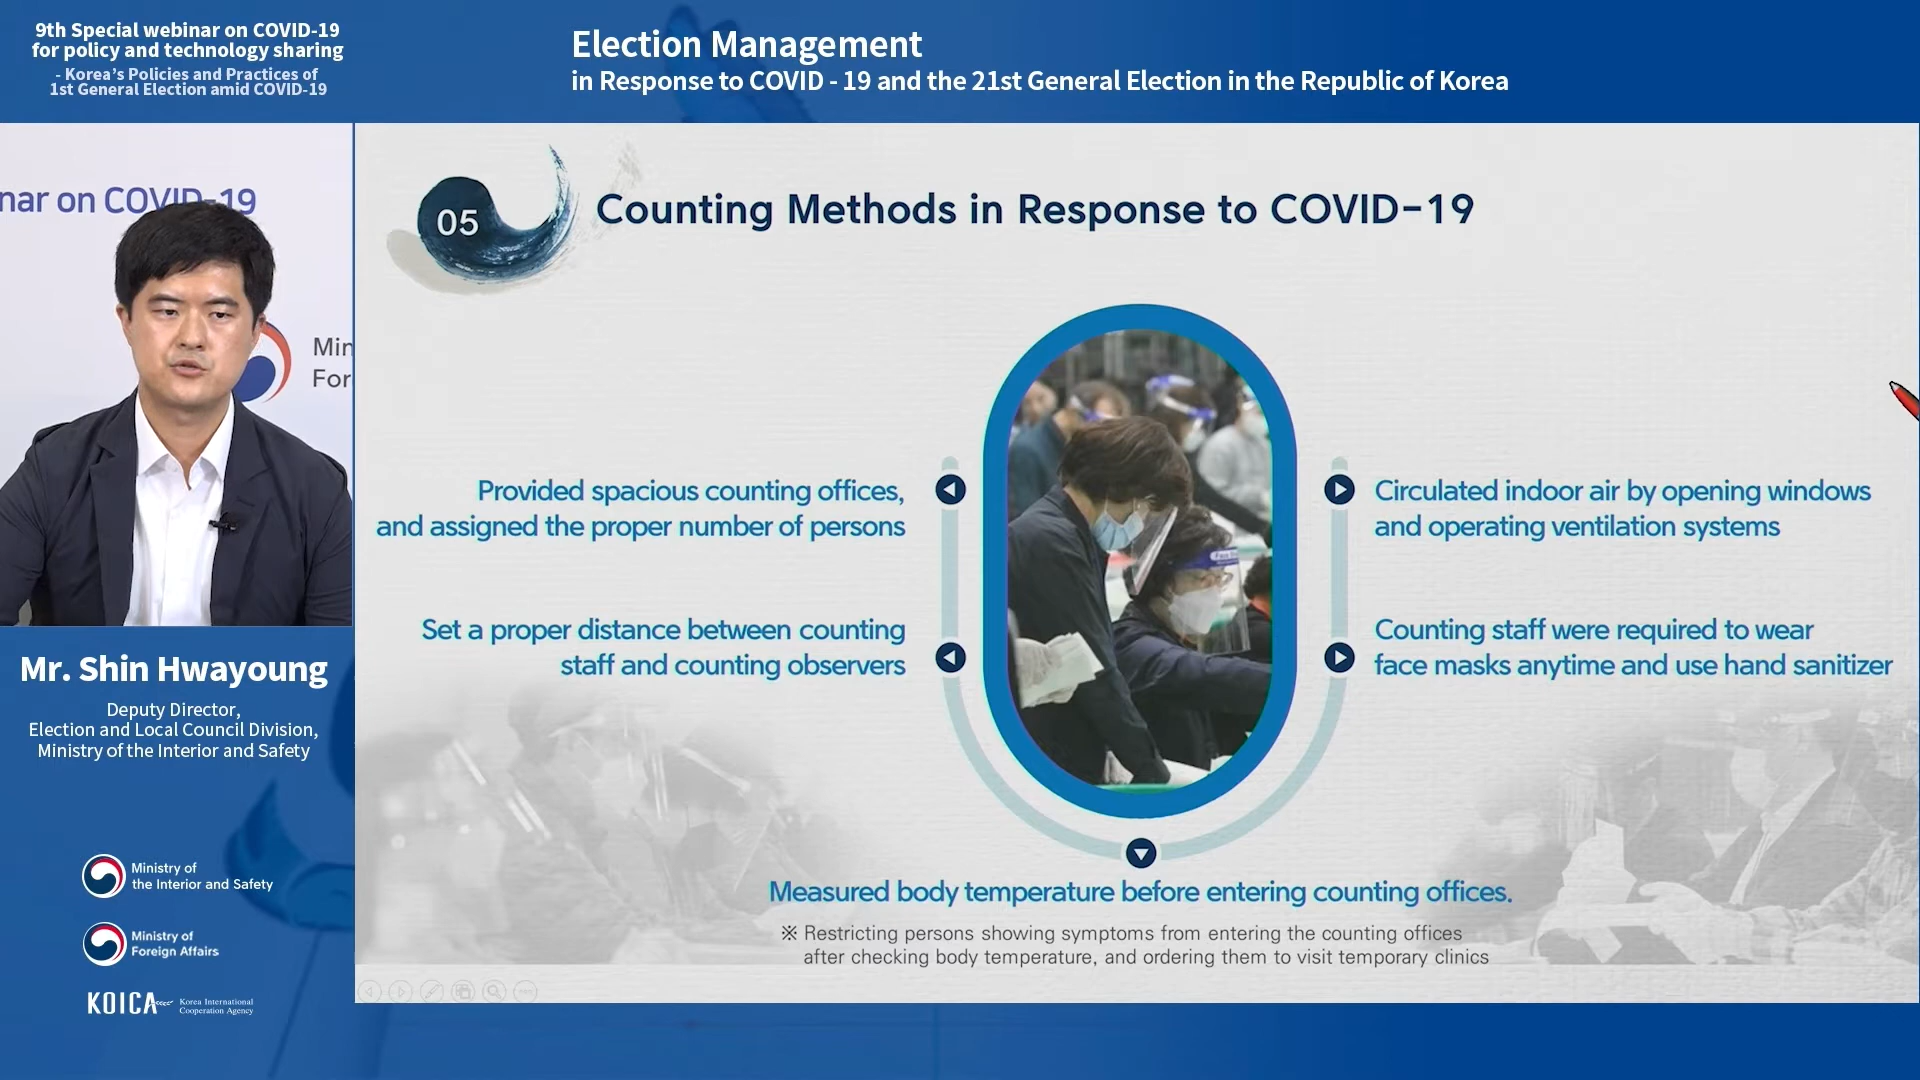 9th Special webinar on COVID-19
for policy and technology sharing
- Korea's Policies and Practices of
1st General Election amid COVID-19
Election Management
in Response to COVID - 19 and the 21st General Election in the Republic of Korea
nar on COVID-19
Min
For
Mr. Shin Hwayoung
Deputy Director,
Election and Local Council Division,
Ministry of the Interior and Safety
Ministry of
the Interior and Safety
Ministry of
Foreign Affairs
KOICA
Korea International
Cooperation Agency
05
Counting Methods in Response to COVID-19
Provided spacious counting offices,
and assigned the proper number of persons
Set a proper distance between counting
staff and counting observers
Circulated indoor air by opening windows
and operating ventilation systems
Counting staff were required to wear
face masks anytime and use hand sanitizer
Measured body temperature before entering counting offices.
※ Restricting persons showing symptoms from entering the counting offices
after checking body temperature, and ordering them to visit temporary clinics